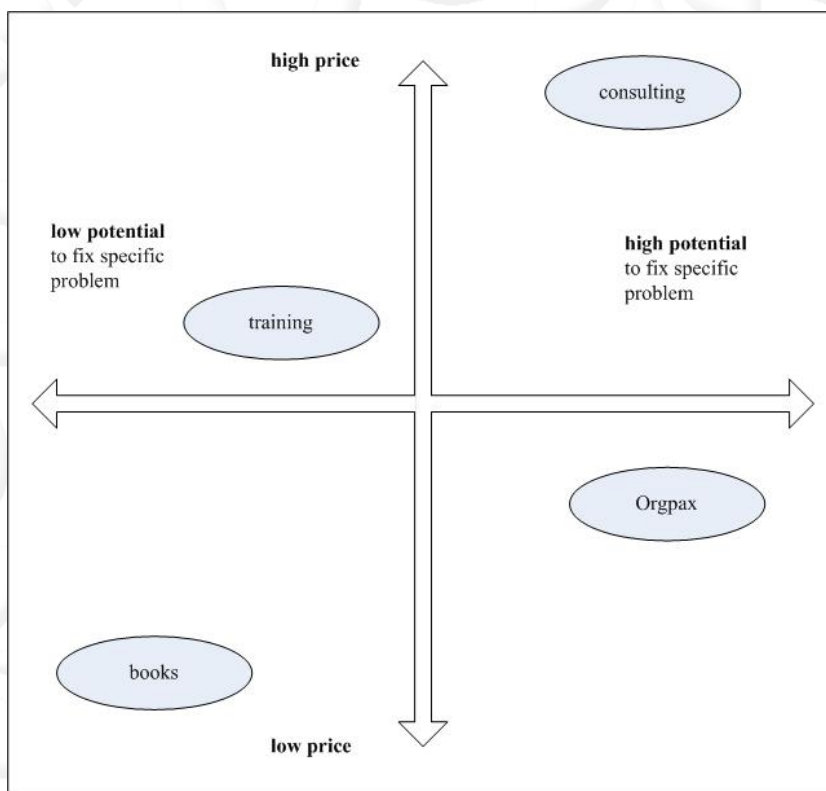 high price
consulting
low potential
to fix specific
problem
high potential
to fix specific
problem
training
Orgpax
books
low price